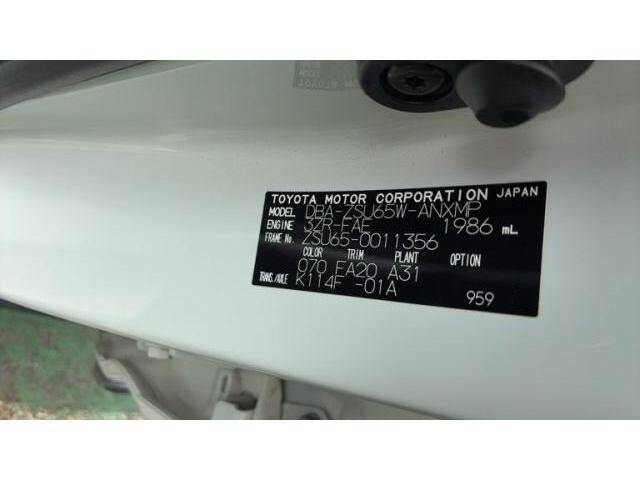 TOYOTA MOTOR CORPORATION JAPAN
MODEL DBA-ZSU65W-ANXMP
ENGINE 3ZR-FAE 1986 mL
FRAME No. ZSU65-0011356
COLOR TRIM PLANT OPTION
070 FA20 A31
TRANS./AXLE K114F -01A
959